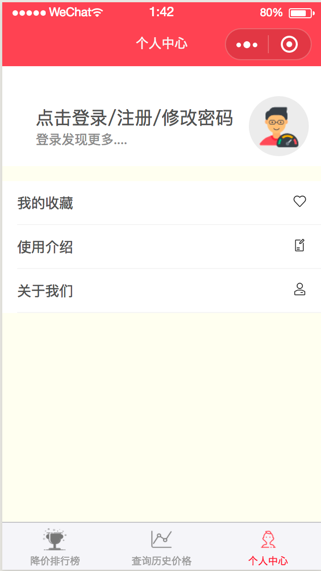 WeChat
1:42
80%
个人中心
点击登录/注册/修改密码
登录发现更多....
我的收藏
使用介绍
关于我们
降价排行榜
查询历史价格
个人中心